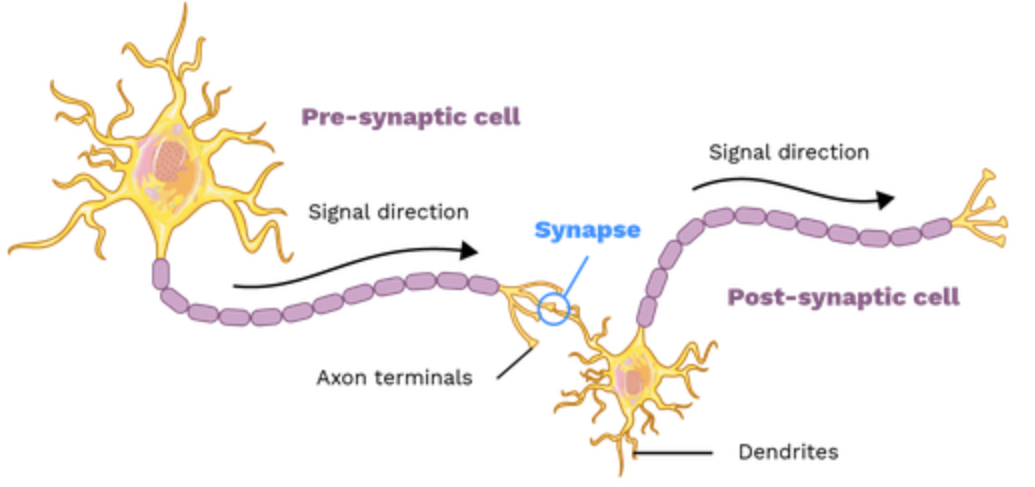 Pre-synaptic cell
Signal direction
Signal direction
Synapse
Post-synaptic cell
Axon terminals
Dendrites